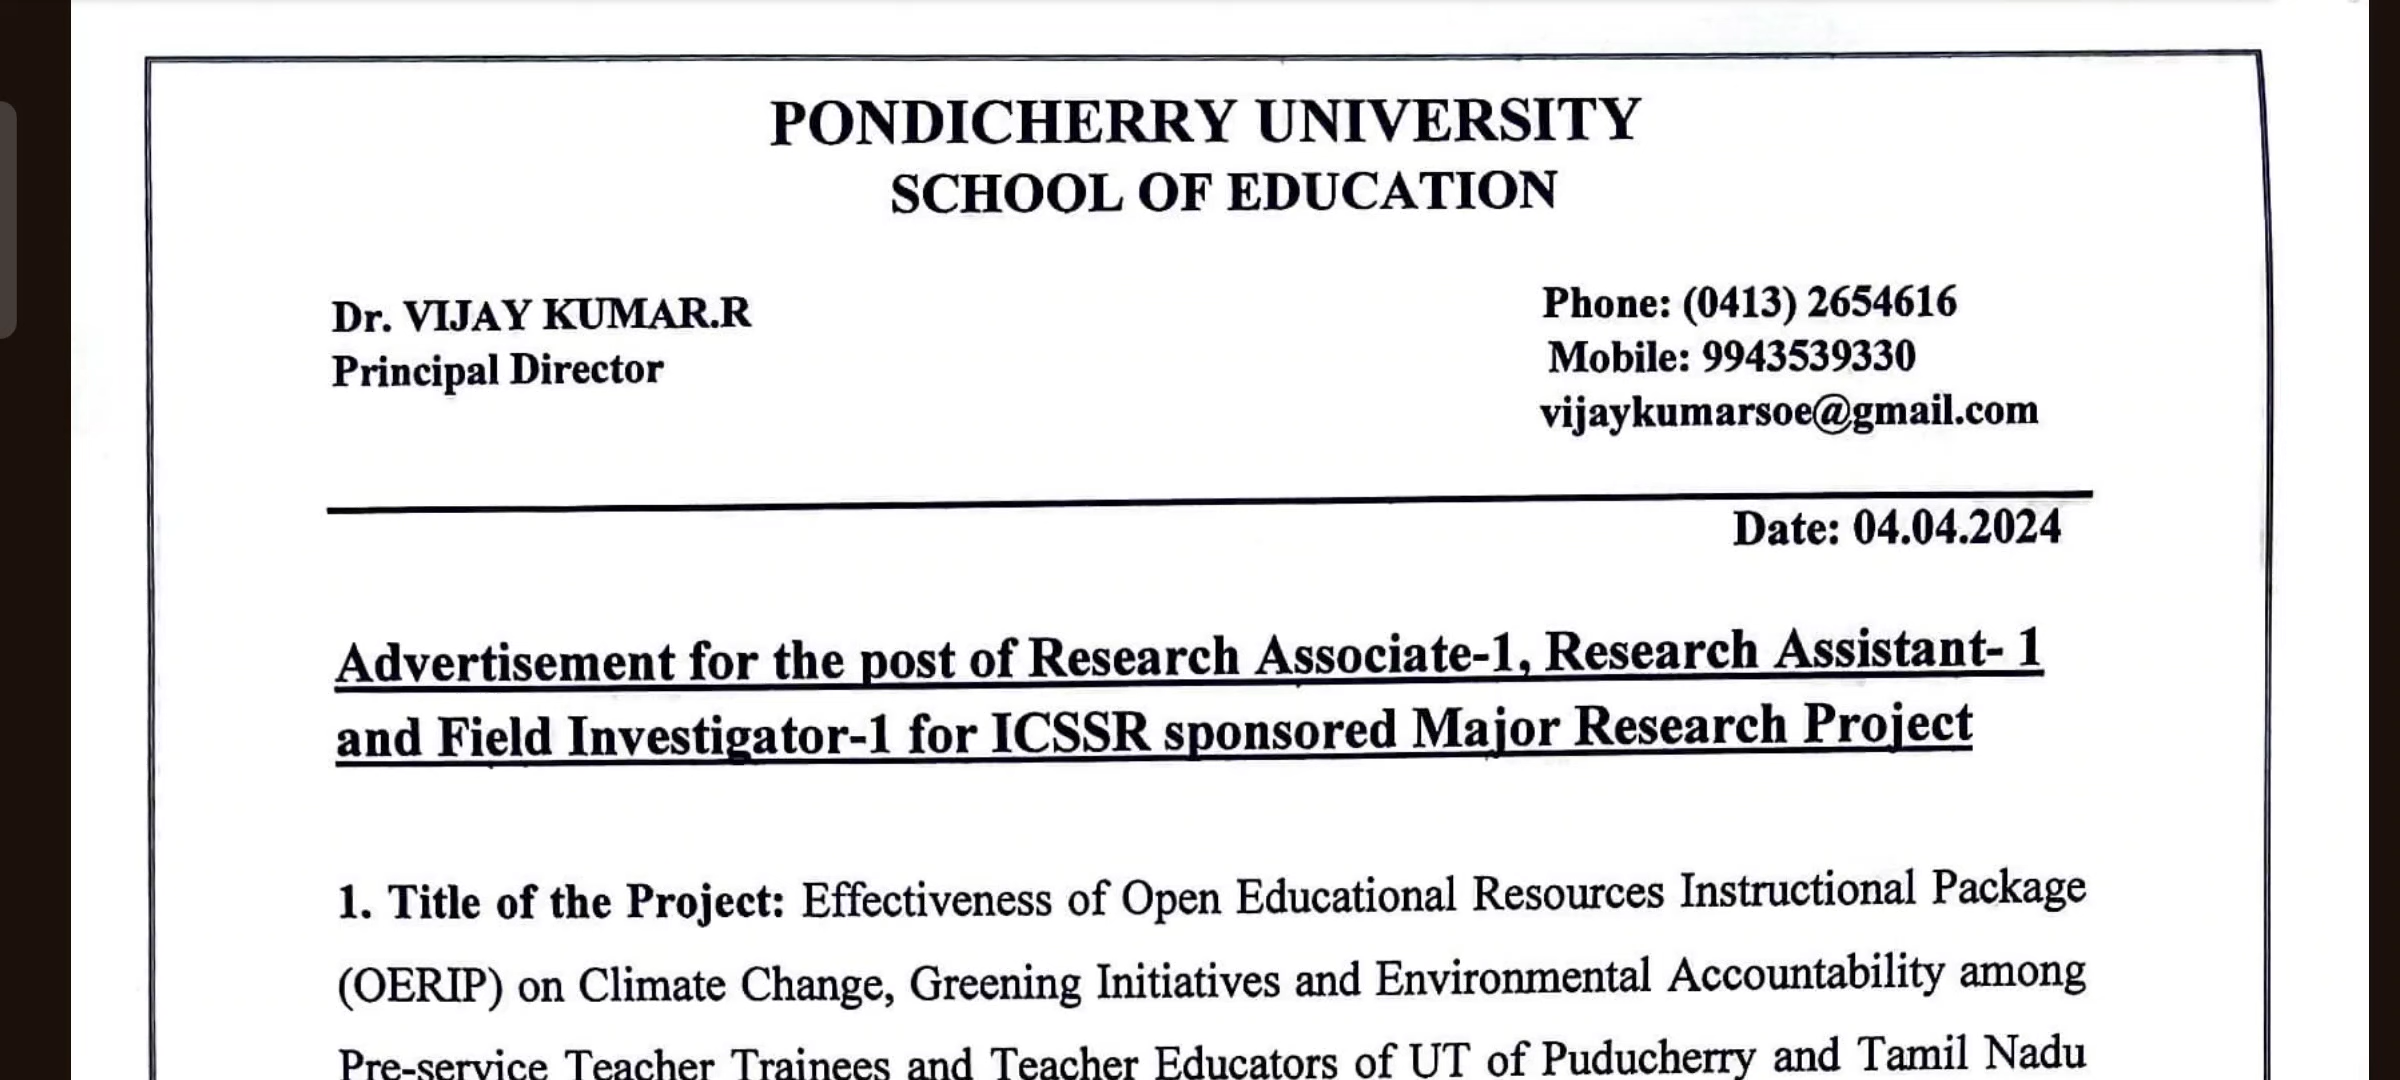 PONDICHERRY UNIVERSITY
SCHOOL OF EDUCATION
Dr. VIJAY KUMAR.R
Principal Director
Phone: (0413) 2654616
Mobile: 9943539330
vijaykumarsoe@gmail.com
Date: 04.04.2024
Advertisement for the post of Research Associate-1, Research Assistant- 1
and Field Investigator-1 for ICSSR sponsored Major Research Project
1. Title of the Project: Effectiveness of Open Educational Resources Instructional Package
(OERIP) on Climate Change, Greening Initiatives and Environmental Accountability among
Pre-service Teacher Trainees and Teacher Educators of UT of Puducherry and Tamil Nadu